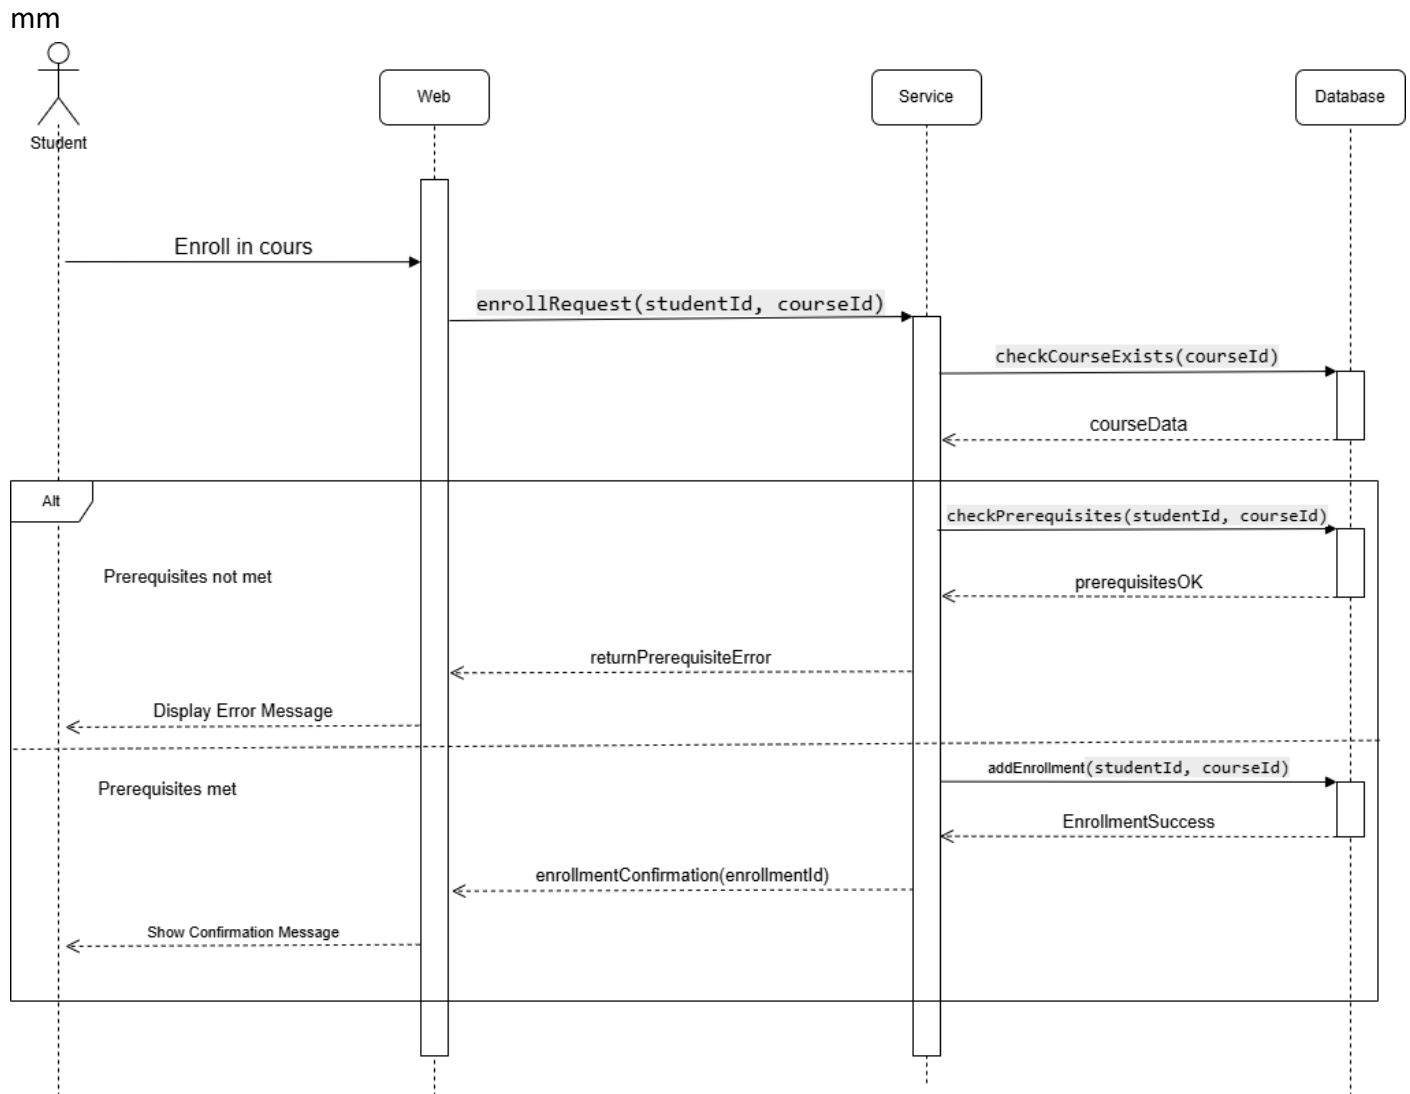 mm
Student
Web
Service
Database
Enroll in cours
enrollRequest(studentId, courseId)
checkCourseExists(courseId)
courseData
Alt
checkPrerequisites(studentId, courseId)
Prerequisites not met
prerequisitesOK
returnPrerequisiteError
Display Error Message
addEnrollment(studentId, courseId)
Prerequisites met
EnrollmentSuccess
enrollmentConfirmation(enrollmentId)
Show Confirmation Message